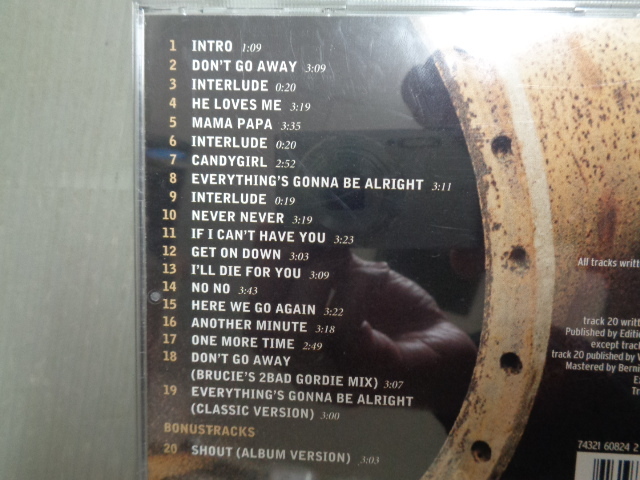 1 INTRO 1:09
2 DON'T GO AWAY 3:09
3 INTERLUDE 0:20
4 HE LOVES ME 3:19
5 MAMA PAPA 3:35
6 INTERLUDE 0:20
7 CANDYGIRL 2:52
8 EVERYTHING'S GONNA BE ALRIGHT 3:11
9 INTERLUDE 0:19
10 NEVER NEVER 3:19
11 IF I CAN'T HAVE YOU 3:23
12 GET ON DOWN 3:03
13 I'LL DIE FOR YOU 3:09
14 NO NO 3:43
15 HERE WE GO AGAIN 3:22
16 ANOTHER MINUTE 3:18
17 ONE MORE TIME 2:49
18 DON'T GO AWAY
(BRUCIE'S 2BAD GORDIE MIX) 3:07
19 EVERYTHING'S GONNA BE ALRIGHT
(CLASSIC VERSION) 3:00
BONUSTRACKS
20 SHOUT (ALBUM VERSION) 3:03
All tracks writt
track 20 writt
Published by Editi
except track
track 20 published by
Mastered by Berni
74321 60824 2